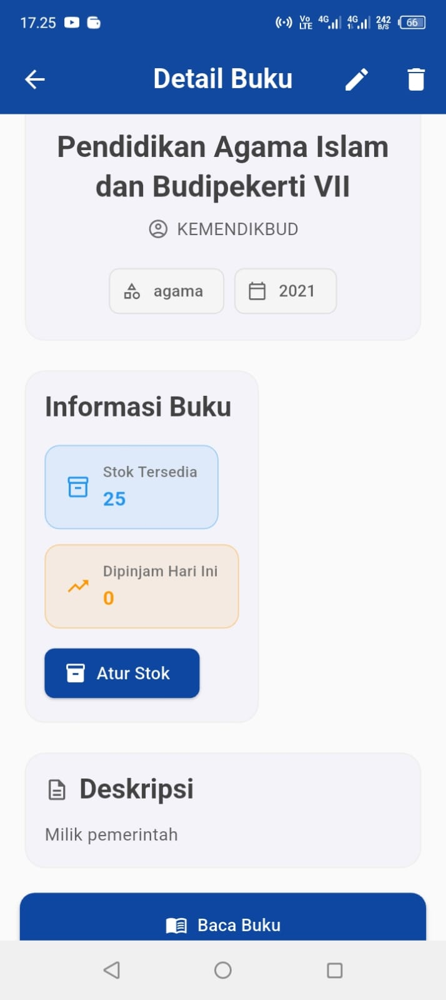 17.25
Vo LTE 4G 4G 242 B/S 66
Detail Buku
Pendidikan Agama Islam
dan Budipekerti VII
KEMENDIKBUD
agama 2021
Informasi Buku
Stok Tersedia
25
Dipinjam Hari Ini
0
Atur Stok
Deskripsi
Milik pemerintah
Baca Buku